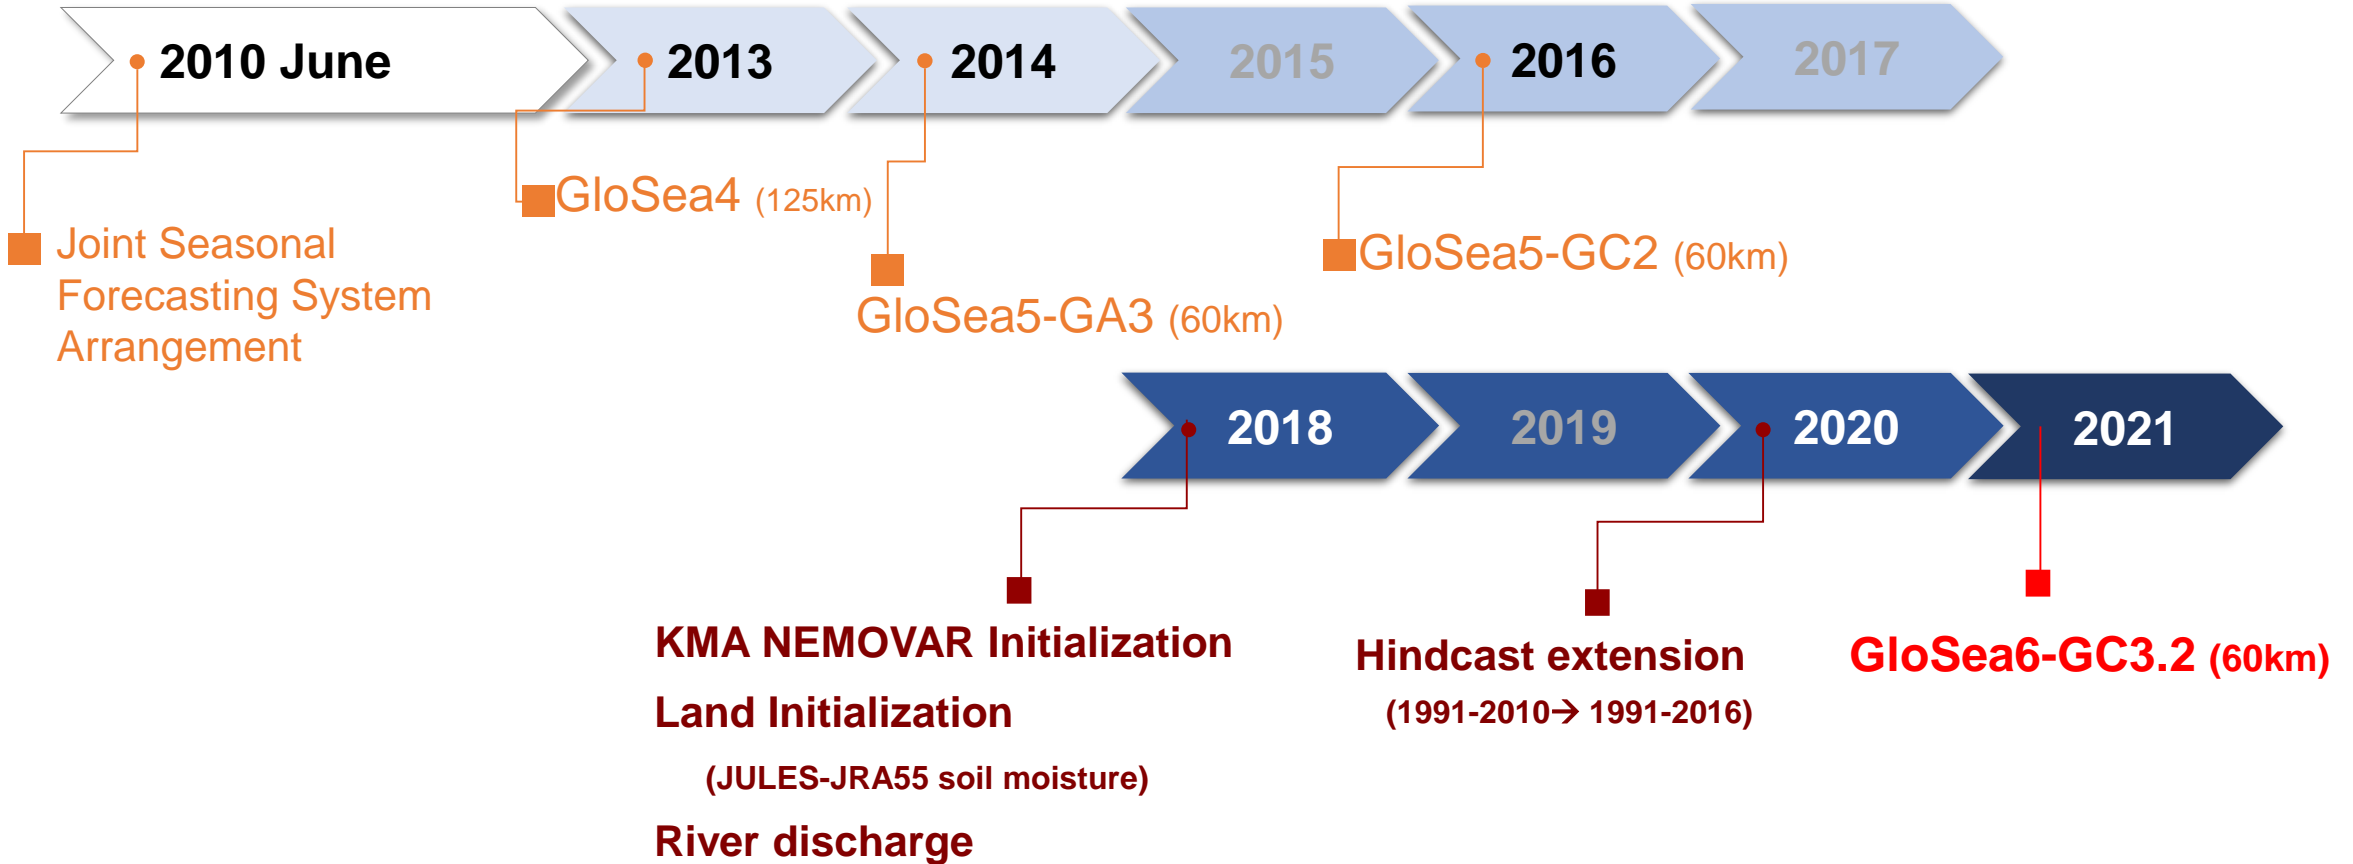 2010 June
2013
2014
2015
2016
2017
GloSea4 (125km)
Joint Seasonal
Forecasting System
Arrangement
GloSea5-GA3 (60km)
GloSea5-GC2 (60km)
2018
2019
2020
2021
KMA NEMOVAR Initialization
Land Initialization
(JULES-JRA55 soil moisture)
River discharge
Hindcast extension
(1991-2010→ 1991-2016)
GloSea6-GC3.2 (60km)